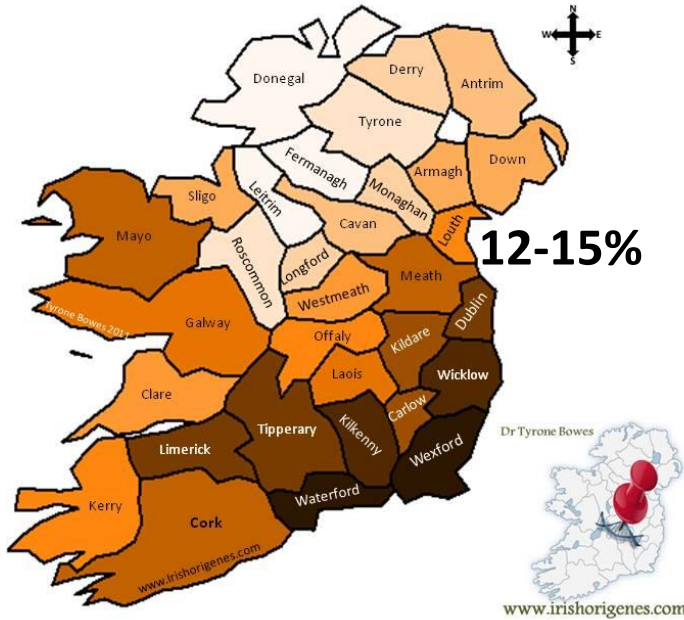 W E
N
S
Donegal
Derry
Antrim
Tyrone
Fermanagh
Armagh
Down
Monaghan
Sligo
Leitrim
Cavan
Louth
12-15%
Mayo
Roscommon
Longford
Meath
Westmeath
Tyrone Bowes 2011
Galway
Offaly
Kildare
Dublin
Laois
Wicklow
Clare
Carlow
Tipperary
Kilkenny
Limerick
Wexford
Waterford
Kerry
Cork
www.Irishorigenes.com
Dr Tyrone Bowes
www.irishorigenes.com